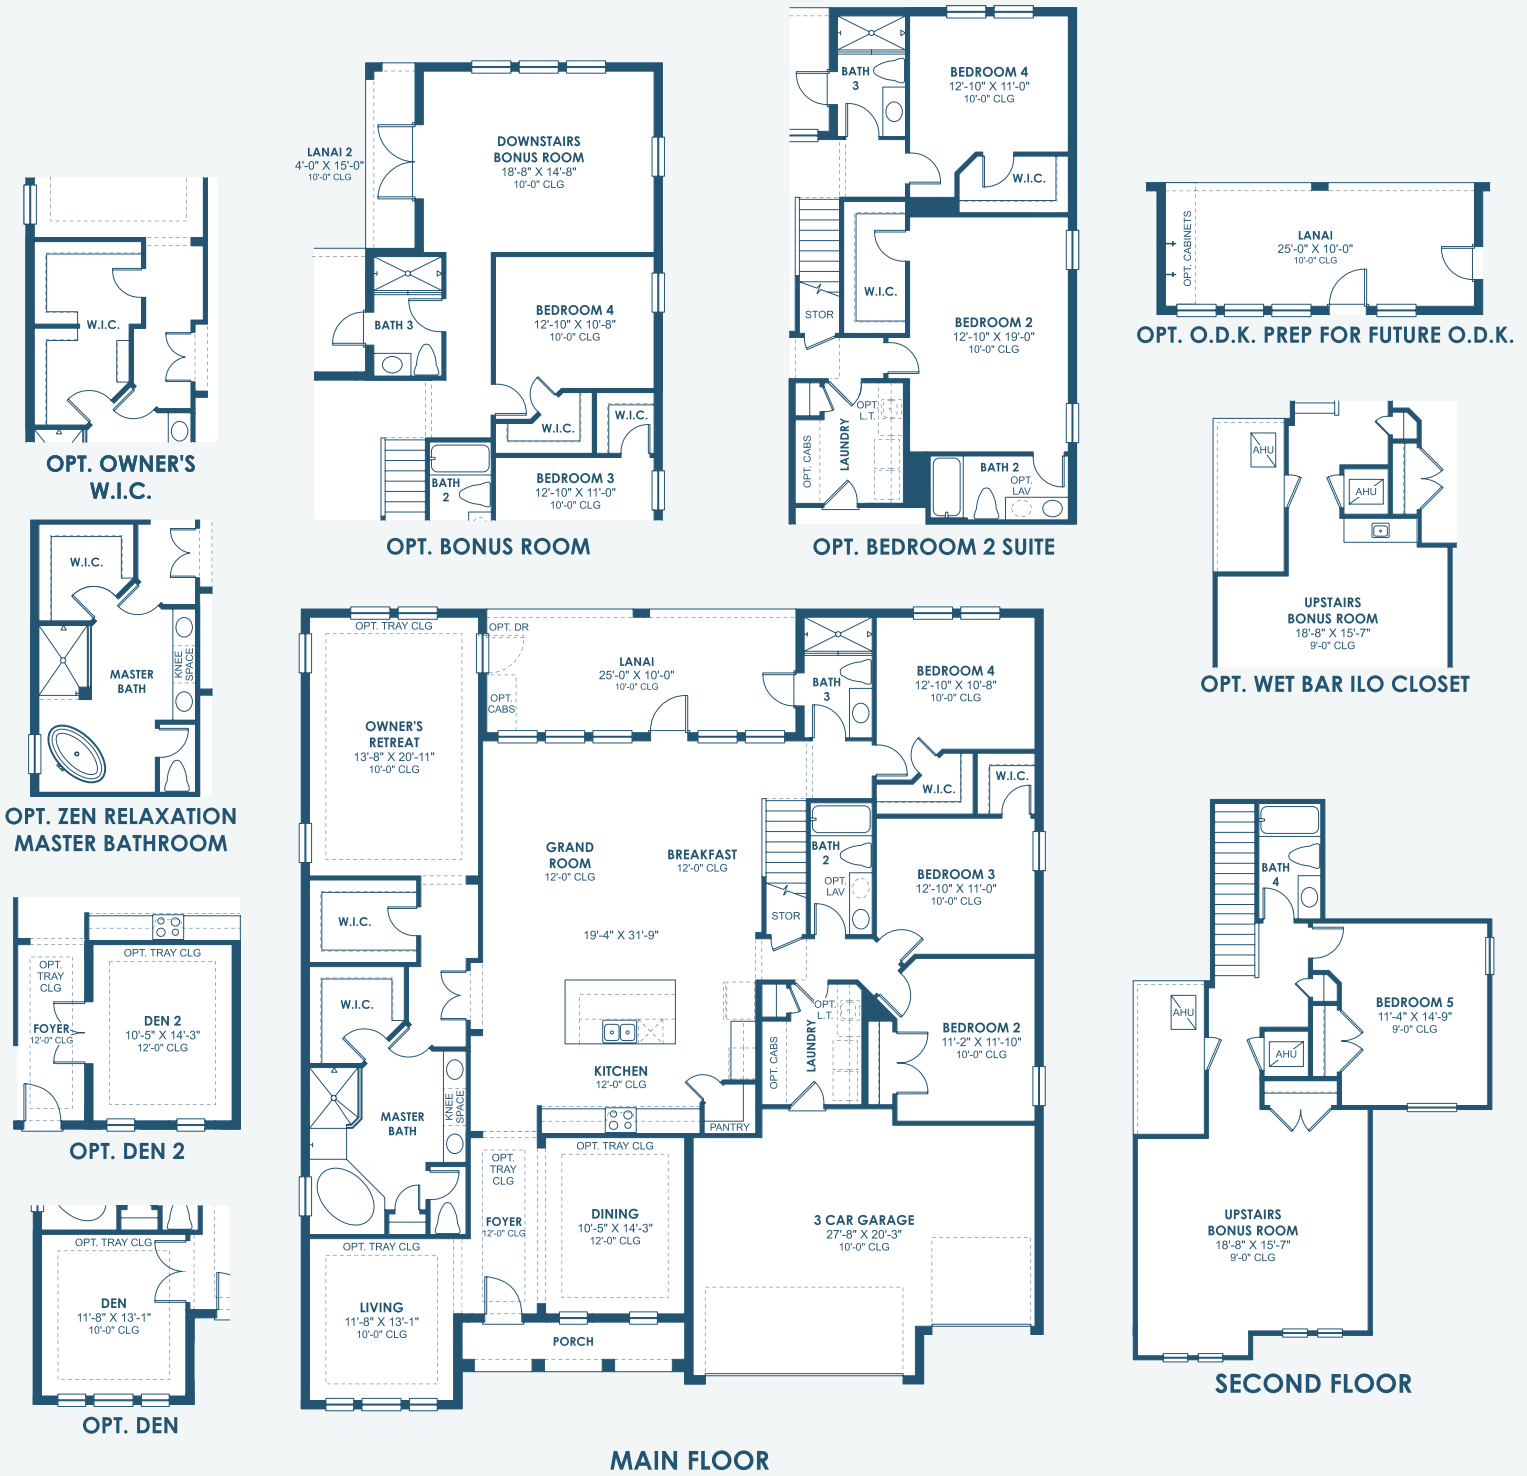 LANAI 2
4'-0" X 15'-0"
10'-0" CLG
DOWNSTAIRS
BONUS ROOM
18'-8" X 14'-8"
10'-0" CLG
BATH 3
BEDROOM 4
12'-10" X 10'-8"
10'-0" CLG
W.I.C.
W.I.C.
BATH
2
BEDROOM 3
12'-10" X 11'-0"
10'-0" CLG
OPT. BONUS ROOM
BATH
3
BEDROOM 4
12'-10" X 11'-0"
10'-0" CLG
W.I.C.
W.I.C.
STOR
BEDROOM 2
12'-10" X 19'-0"
10'-0" CLG
OPT.
L.T.
LAUNDRY
OPT. CABS
BATH 2
OPT.
LAV
OPT. BEDROOM 2 SUITE
OPT. CABINETS
LANAI
25'-0" X 10'-0"
10'-0" CLG
OPT. O.D.K. PREP FOR FUTURE O.D.K.
W.I.C.
OPT. OWNER'S
W.I.C.
AHU
AHU
UPSTAIRS
BONUS ROOM
18'-8" X 15'-7"
9'-0" CLG
OPT. WET BAR ILO CLOSET
W.I.C.
MASTER
BATH
KNEE
SPACE
OPT. ZEN RELAXATION
MASTER BATHROOM
OPT. TRAY CLG
OPT.
TRAY
CLG
FOYER
12'-0" CLG
DEN 2
10'-5" X 14'-3"
12'-0" CLG
OPT. DEN 2
OPT. TRAY CLG
DEN
11'-8" X 13'-1"
10'-0" CLG
OPT. DEN
OPT. TRAY CLG
OWNER'S
RETREAT
13'-8" X 20'-11"
10'-0" CLG
OPT. DR
OPT.
CABS
LANAI
25'-0" X 10'-0"
10'-0" CLG
BATH
3
BEDROOM 4
12'-10" X 10'-8"
10'-0" CLG
W.I.C.
W.I.C.
GRAND
ROOM
12'-0" CLG
BREAKFAST
12'-0" CLG
19'-4" X 31'-9"
BATH
2
OPT.
LAV
STOR
BEDROOM 3
12'-10" X 11'-0"
10'-0" CLG
W.I.C.
W.I.C.
KITCHEN
12'-0" CLG
PANTRY
OPT.
L.T.
LAUNDRY
OPT. CABS
BEDROOM 2
11'-2" X 11'-10"
10'-0" CLG
MASTER
BATH
KNEE
SPACE
OPT.
TRAY
CLG
FOYER
12'-0" CLG
OPT. TRAY CLG
DINING
10'-5" X 14'-3"
12'-0" CLG
3 CAR GARAGE
27'-8" X 20'-3"
10'-0" CLG
OPT. TRAY CLG
LIVING
11'-8" X 13'-1"
10'-0" CLG
PORCH
MAIN FLOOR
BATH
4
BEDROOM 5
11'-4" X 14'-9"
9'-0" CLG
AHU
AHU
UPSTAIRS
BONUS ROOM
18'-8" X 15'-7"
9'-0" CLG
SECOND FLOOR